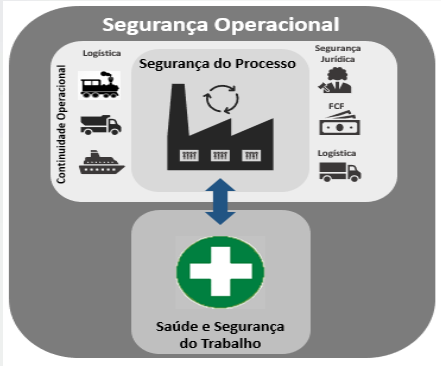 Segurança Operacional
Continuidade Operacional
Logística
Segurança do Processo
Segurança
Jurídica
FCF
Logística
Saúde e Segurança
do Trabalho